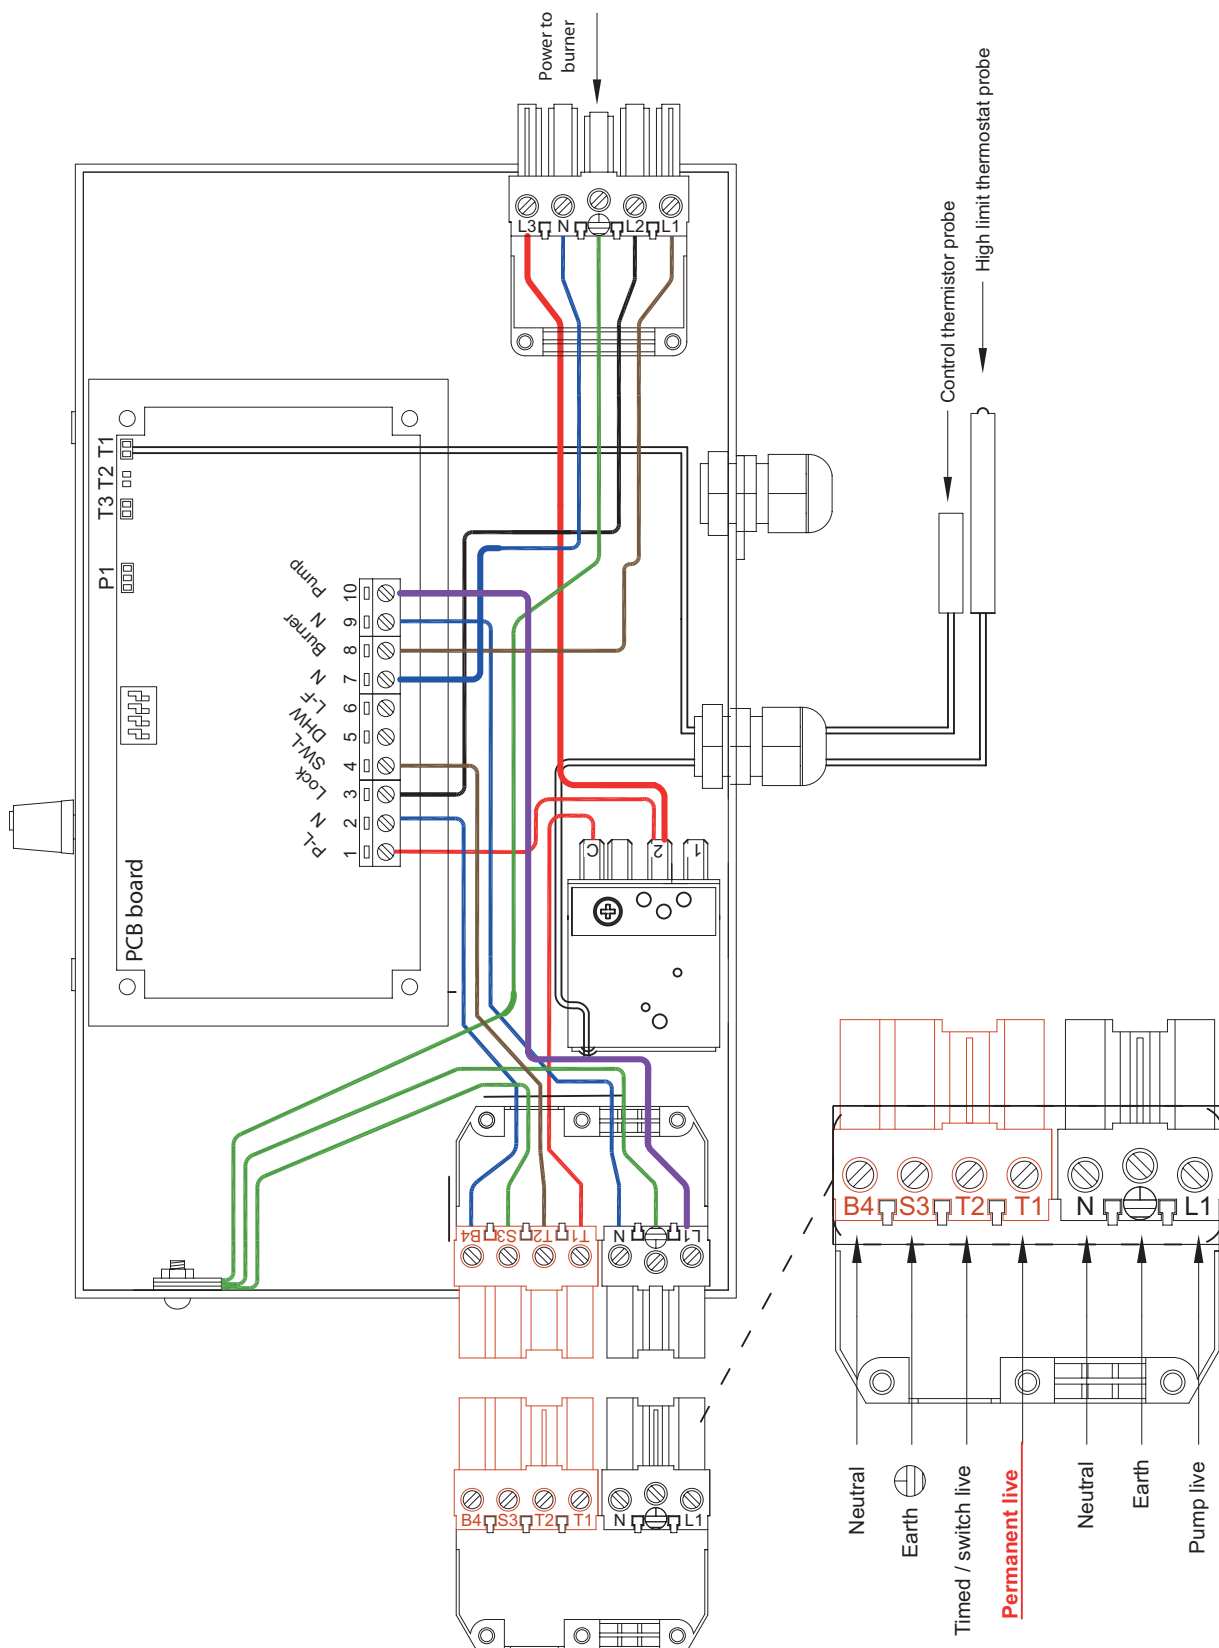 Power to
burner
L3 N L2 L1
Control thermistor probe
High limit thermostat probe
T3 T2 T1
P1
Pump
N
Burner
N
L-F
DHW
SW-L
Lock
N
P-L
10
9
8
7
6
5
4
3
2
1
PCB board
C
2
1
B4 S3 T2 T1 N L1
B4 S3 T2 T1 N L1
B4 S3 T2 T1 N L1
Neutral
Earth
Timed / switch live
Permanent live
Neutral
Earth
Pump live